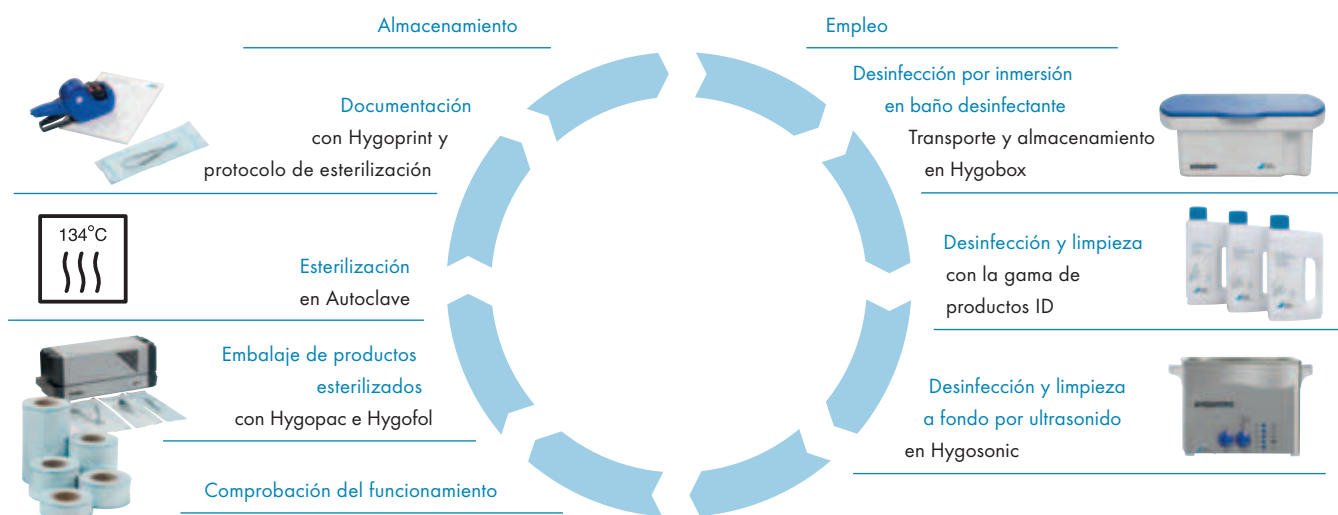 Almacenamiento
Empleo
Desinfección por inmersión
en baño desinfectante
Transporte y almacenamiento
en Hygobox
Desinfección y limpieza
con la gama de
productos ID
Desinfección y limpieza
a fondo por ultrasonido
en Hygosonic
Comprobación del funcionamiento
Embalaje de productos
esterilizados
con Hygopac e Hygofol
Esterilización
en Autoclave
134°C
Documentación
con Hygoprint y
protocolo de esterilización